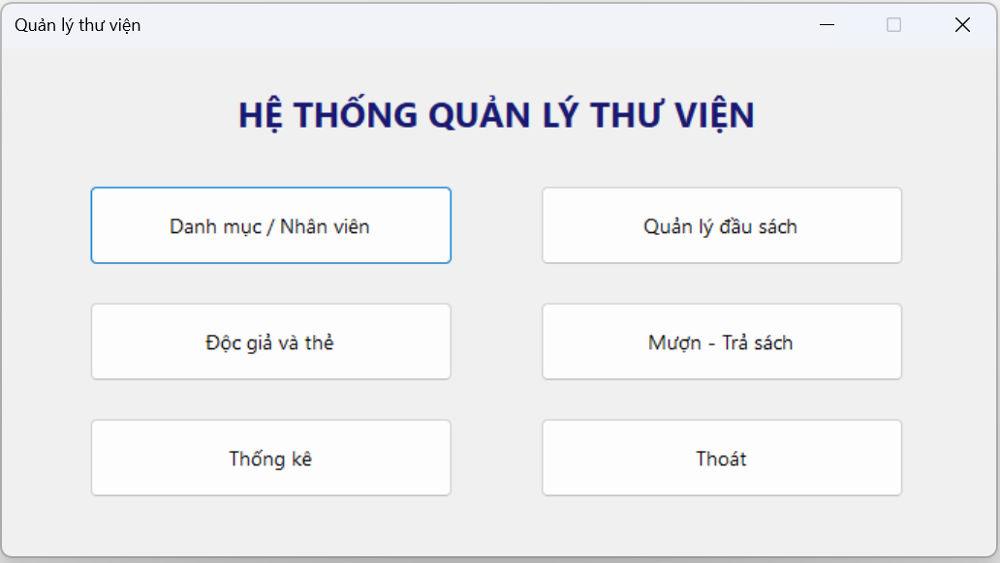 Quản lý thư viện
HỆ THỐNG QUẢN LÝ THƯ VIỆN
Danh mục / Nhân viên
Quản lý đầu sách
Độc giả và thẻ
Mượn - Trả sách
Thống kê
Thoát